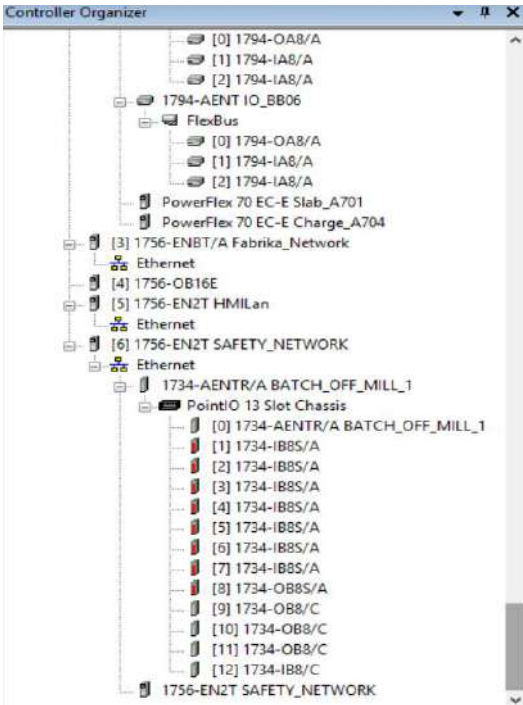 Controller Organizer
[0] 1794-OA8/A
[1] 1794-IA8/A
[2] 1794-IA8/A
1794-AENT IO_BB06
FlexBus
[0] 1794-OA8/A
[1] 1794-IA8/A
[2] 1794-IA8/A
PowerFlex 70 EC-E Slab_A701
PowerFlex 70 EC-E Charge_A704
[3] 1756-ENBT/A Fabrika_Network
Ethernet
[4] 1756-OB16E
[5] 1756-EN2T HMILan
Ethernet
[6] 1756-EN2T SAFETY_NETWORK
Ethernet
1734-AENTR/A BATCH_OFF_MILL_1
PointIO 13 Slot Chassis
[0] 1734-AENTR/A BATCH_OFF_MILL_1
[1] 1734-IB8S/A
[2] 1734-IB8S/A
[3] 1734-IB8S/A
[4] 1734-IB8S/A
[5] 1734-IB8S/A
[6] 1734-IB8S/A
[7] 1734-IB8S/A
[8] 1734-OB8S/A
[9] 1734-OB8/C
[10] 1734-OB8/C
[11] 1734-OB8/C
[12] 1734-IB8/C
1756-EN2T SAFETY_NETWORK